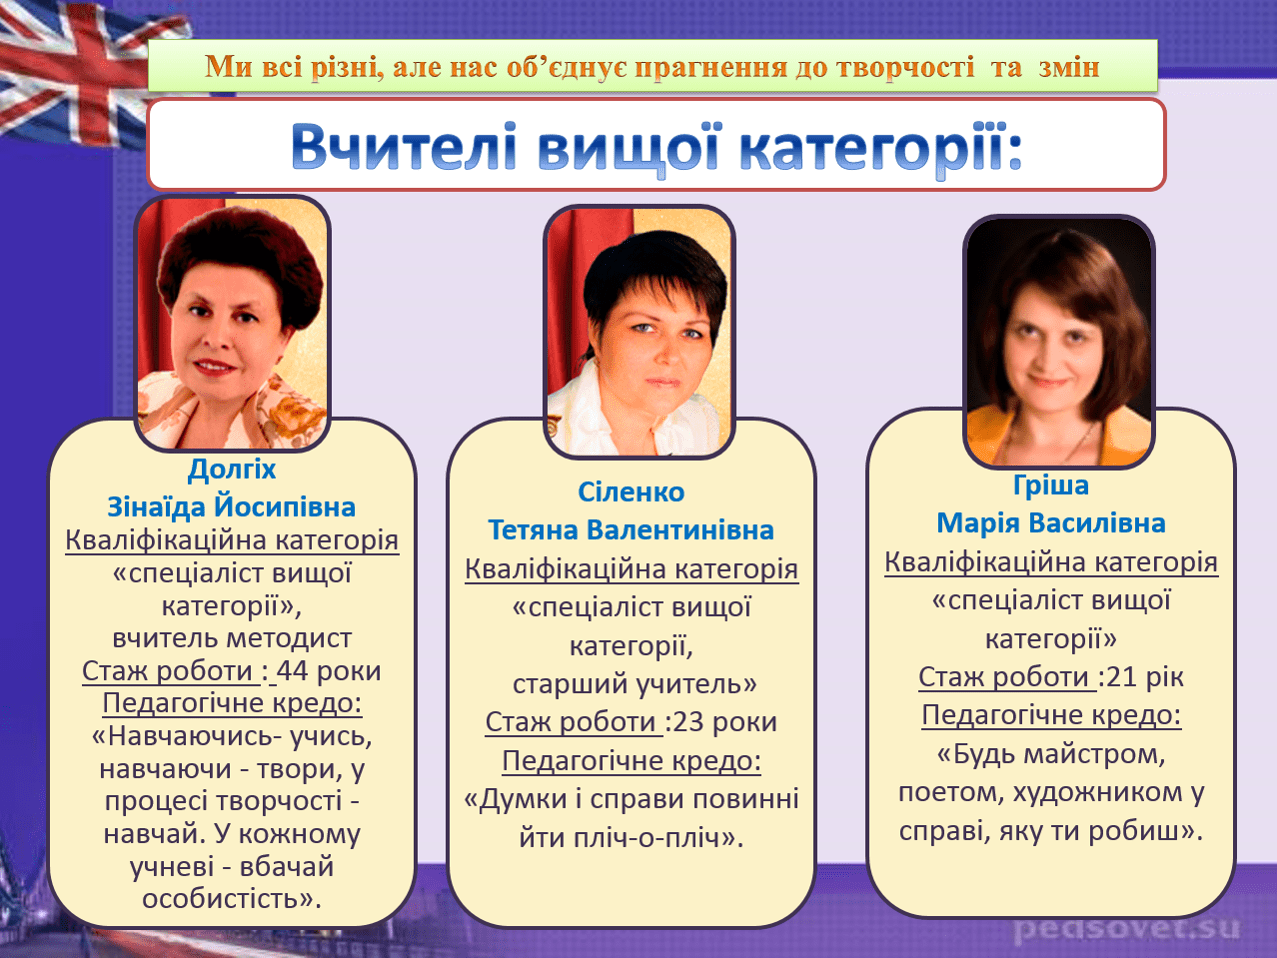 Ми всі різні, але нас об’єднує прагнення до творчості та змін
Вчителі вищої категорії:
Долгіх
Зінаїда Йосипівна
Кваліфікаційна категорія
«спеціаліст вищої
категорії»,
вчитель методист
Стаж роботи : 44 роки
Педагогічне кредо:
«Навчаючись- учись,
навчаючи - твори, у
процесі творчості -
навчай. У кожному
учневі - вбачай
особистість».
Сіленко
Тетяна Валентинівна
Кваліфікаційна категорія
«спеціаліст вищої
категорії,
старший учитель»
Стаж роботи :23 роки
Педагогічне кредо:
«Думки і справи повинні
йти пліч-о-пліч».
Гріша
Марія Василівна
Кваліфікаційна категорія
«спеціаліст вищої
категорії»
Стаж роботи :21 рік
Педагогічне кредо:
«Будь майстром,
поетом, художником у
справі, яку ти робиш».
pedsovet.su